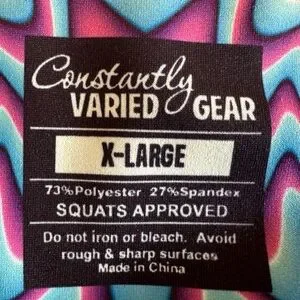 Constantly
VARIED GEAR
X-LARGE
73%Polyester 27%Spandex
SQUATS APPROVED
Do not iron or bleach. Avoid
rough & sharp surfaces
Made in China